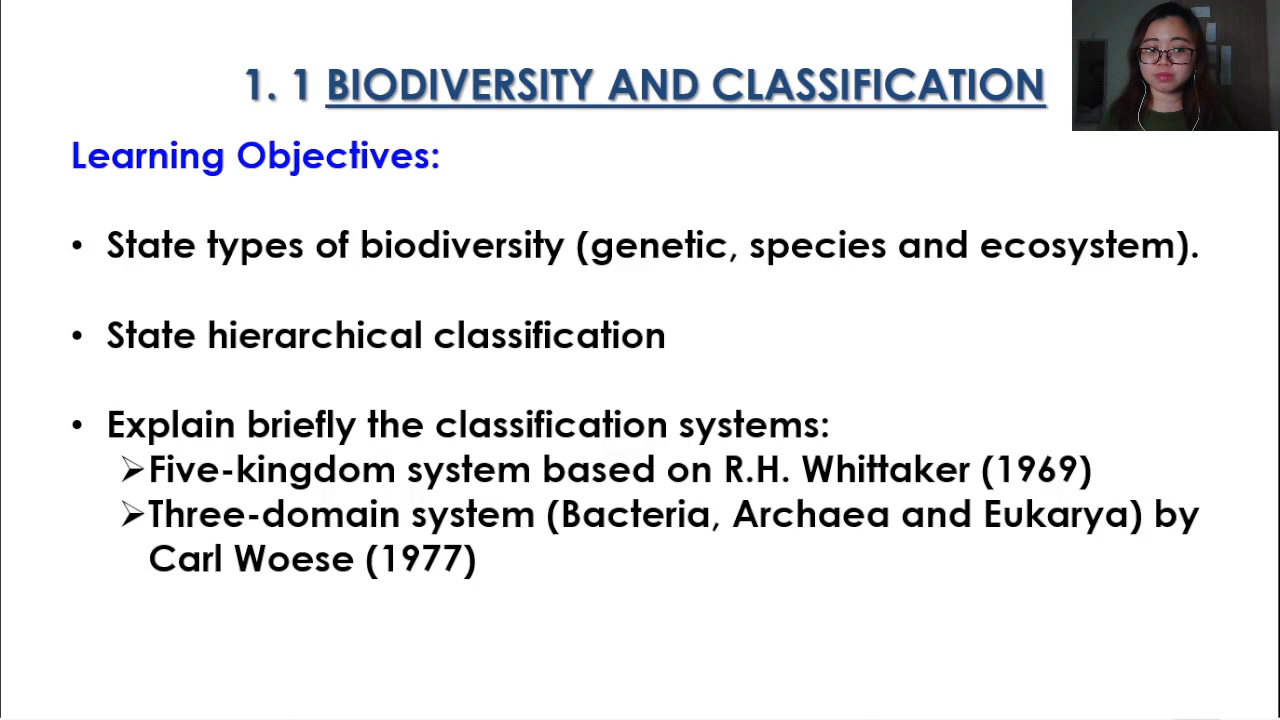 1. 1 BIODIVERSITY AND CLASSIFICATION
Learning Objectives:
• State types of biodiversity (genetic, species and ecosystem).
• State hierarchical classification
• Explain briefly the classification systems:
➢Five-kingdom system based on R.H. Whittaker (1969)
➢Three-domain system (Bacteria, Archaea and Eukarya) by
Carl Woese (1977)